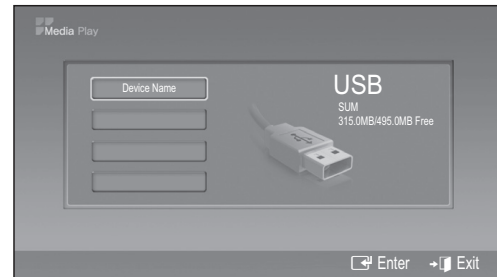 Media Play
Device Name
USB
SUM
315.0MB/495.0MB Free
Enter Exit